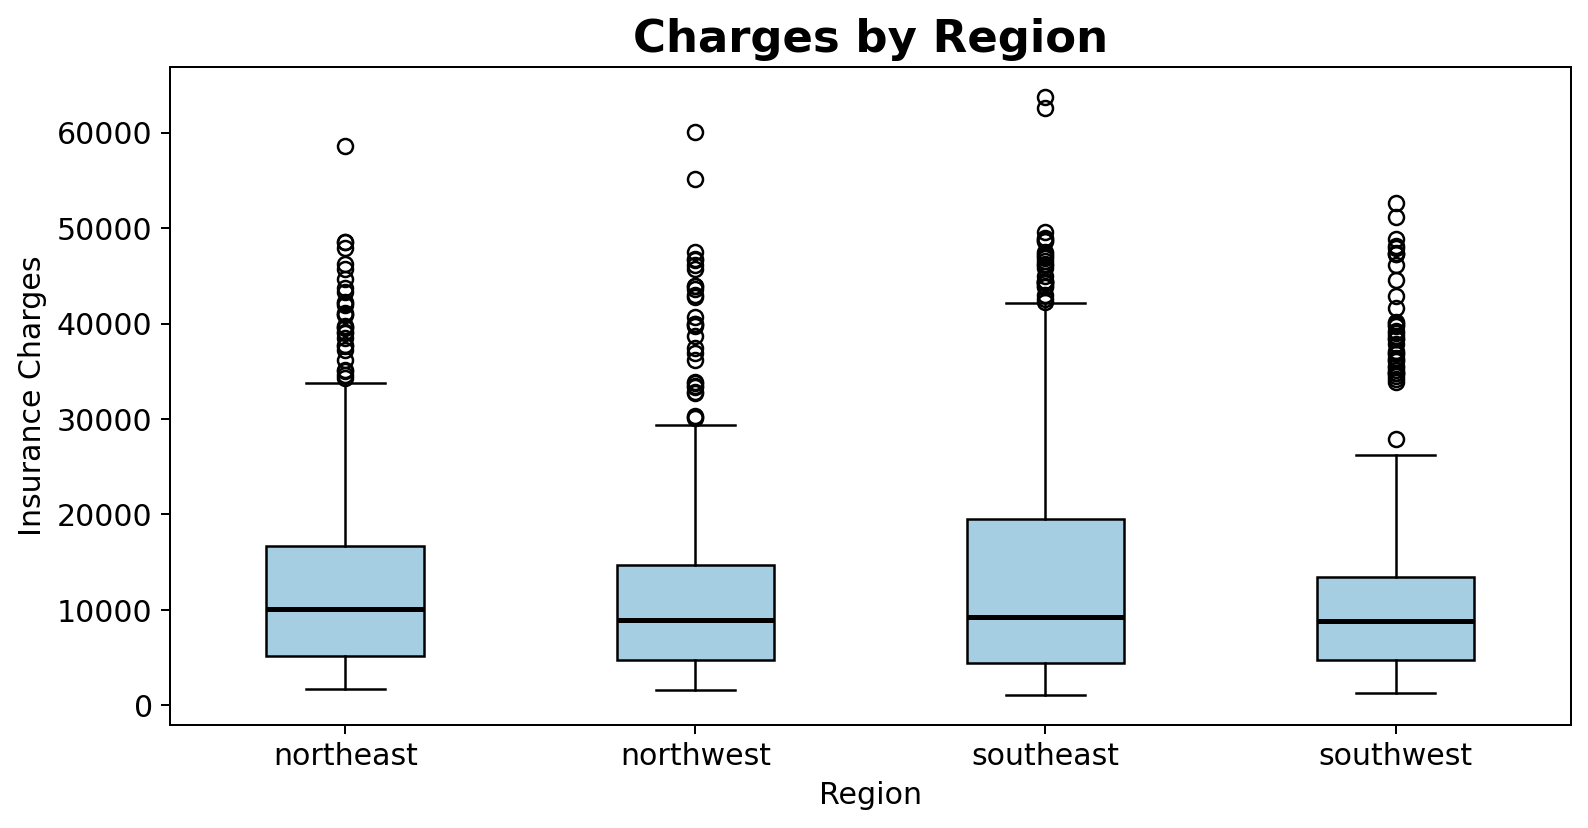 Charges by Region
Insurance Charges
60000
50000
40000
30000
20000
10000
0
northeast northwest southeast southwest
Region